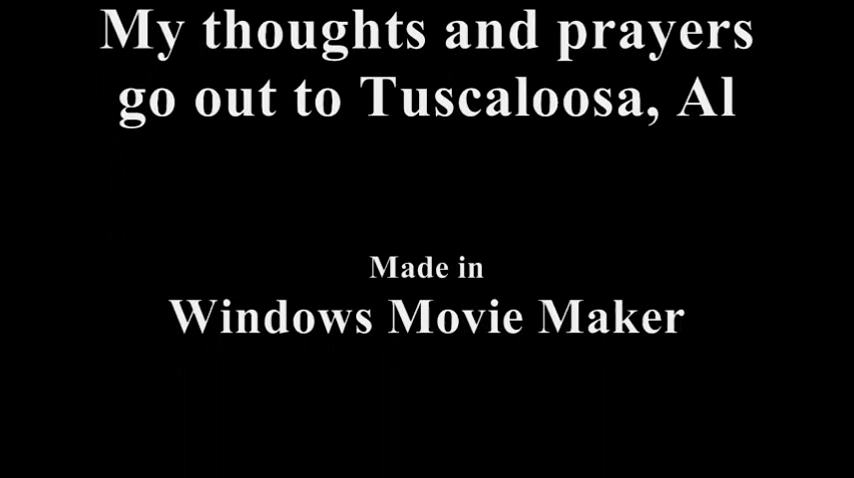 My thoughts and prayers
go out to Tuscaloosa, Al
Made in
Windows Movie Maker